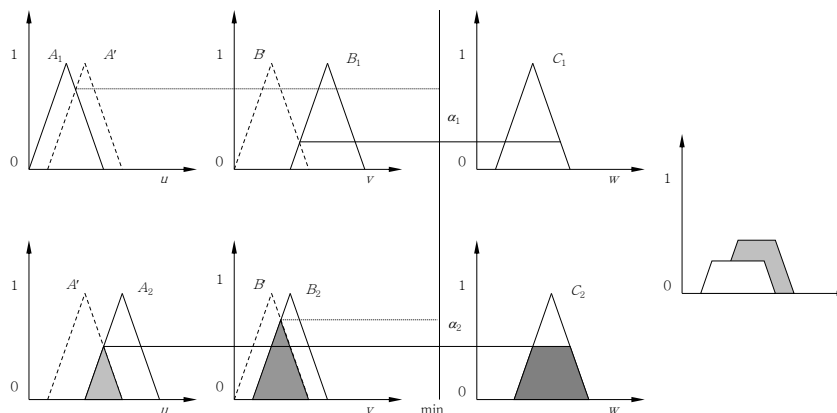 1 A₁ A′ 0 u
1 B′ B₁ 0 v
α₁
1 C₁ 0 w
1 0
1 A′ A₂ 0 u
1 B′ B₂ 0 v
α₂
min
1 C₂ 0 w